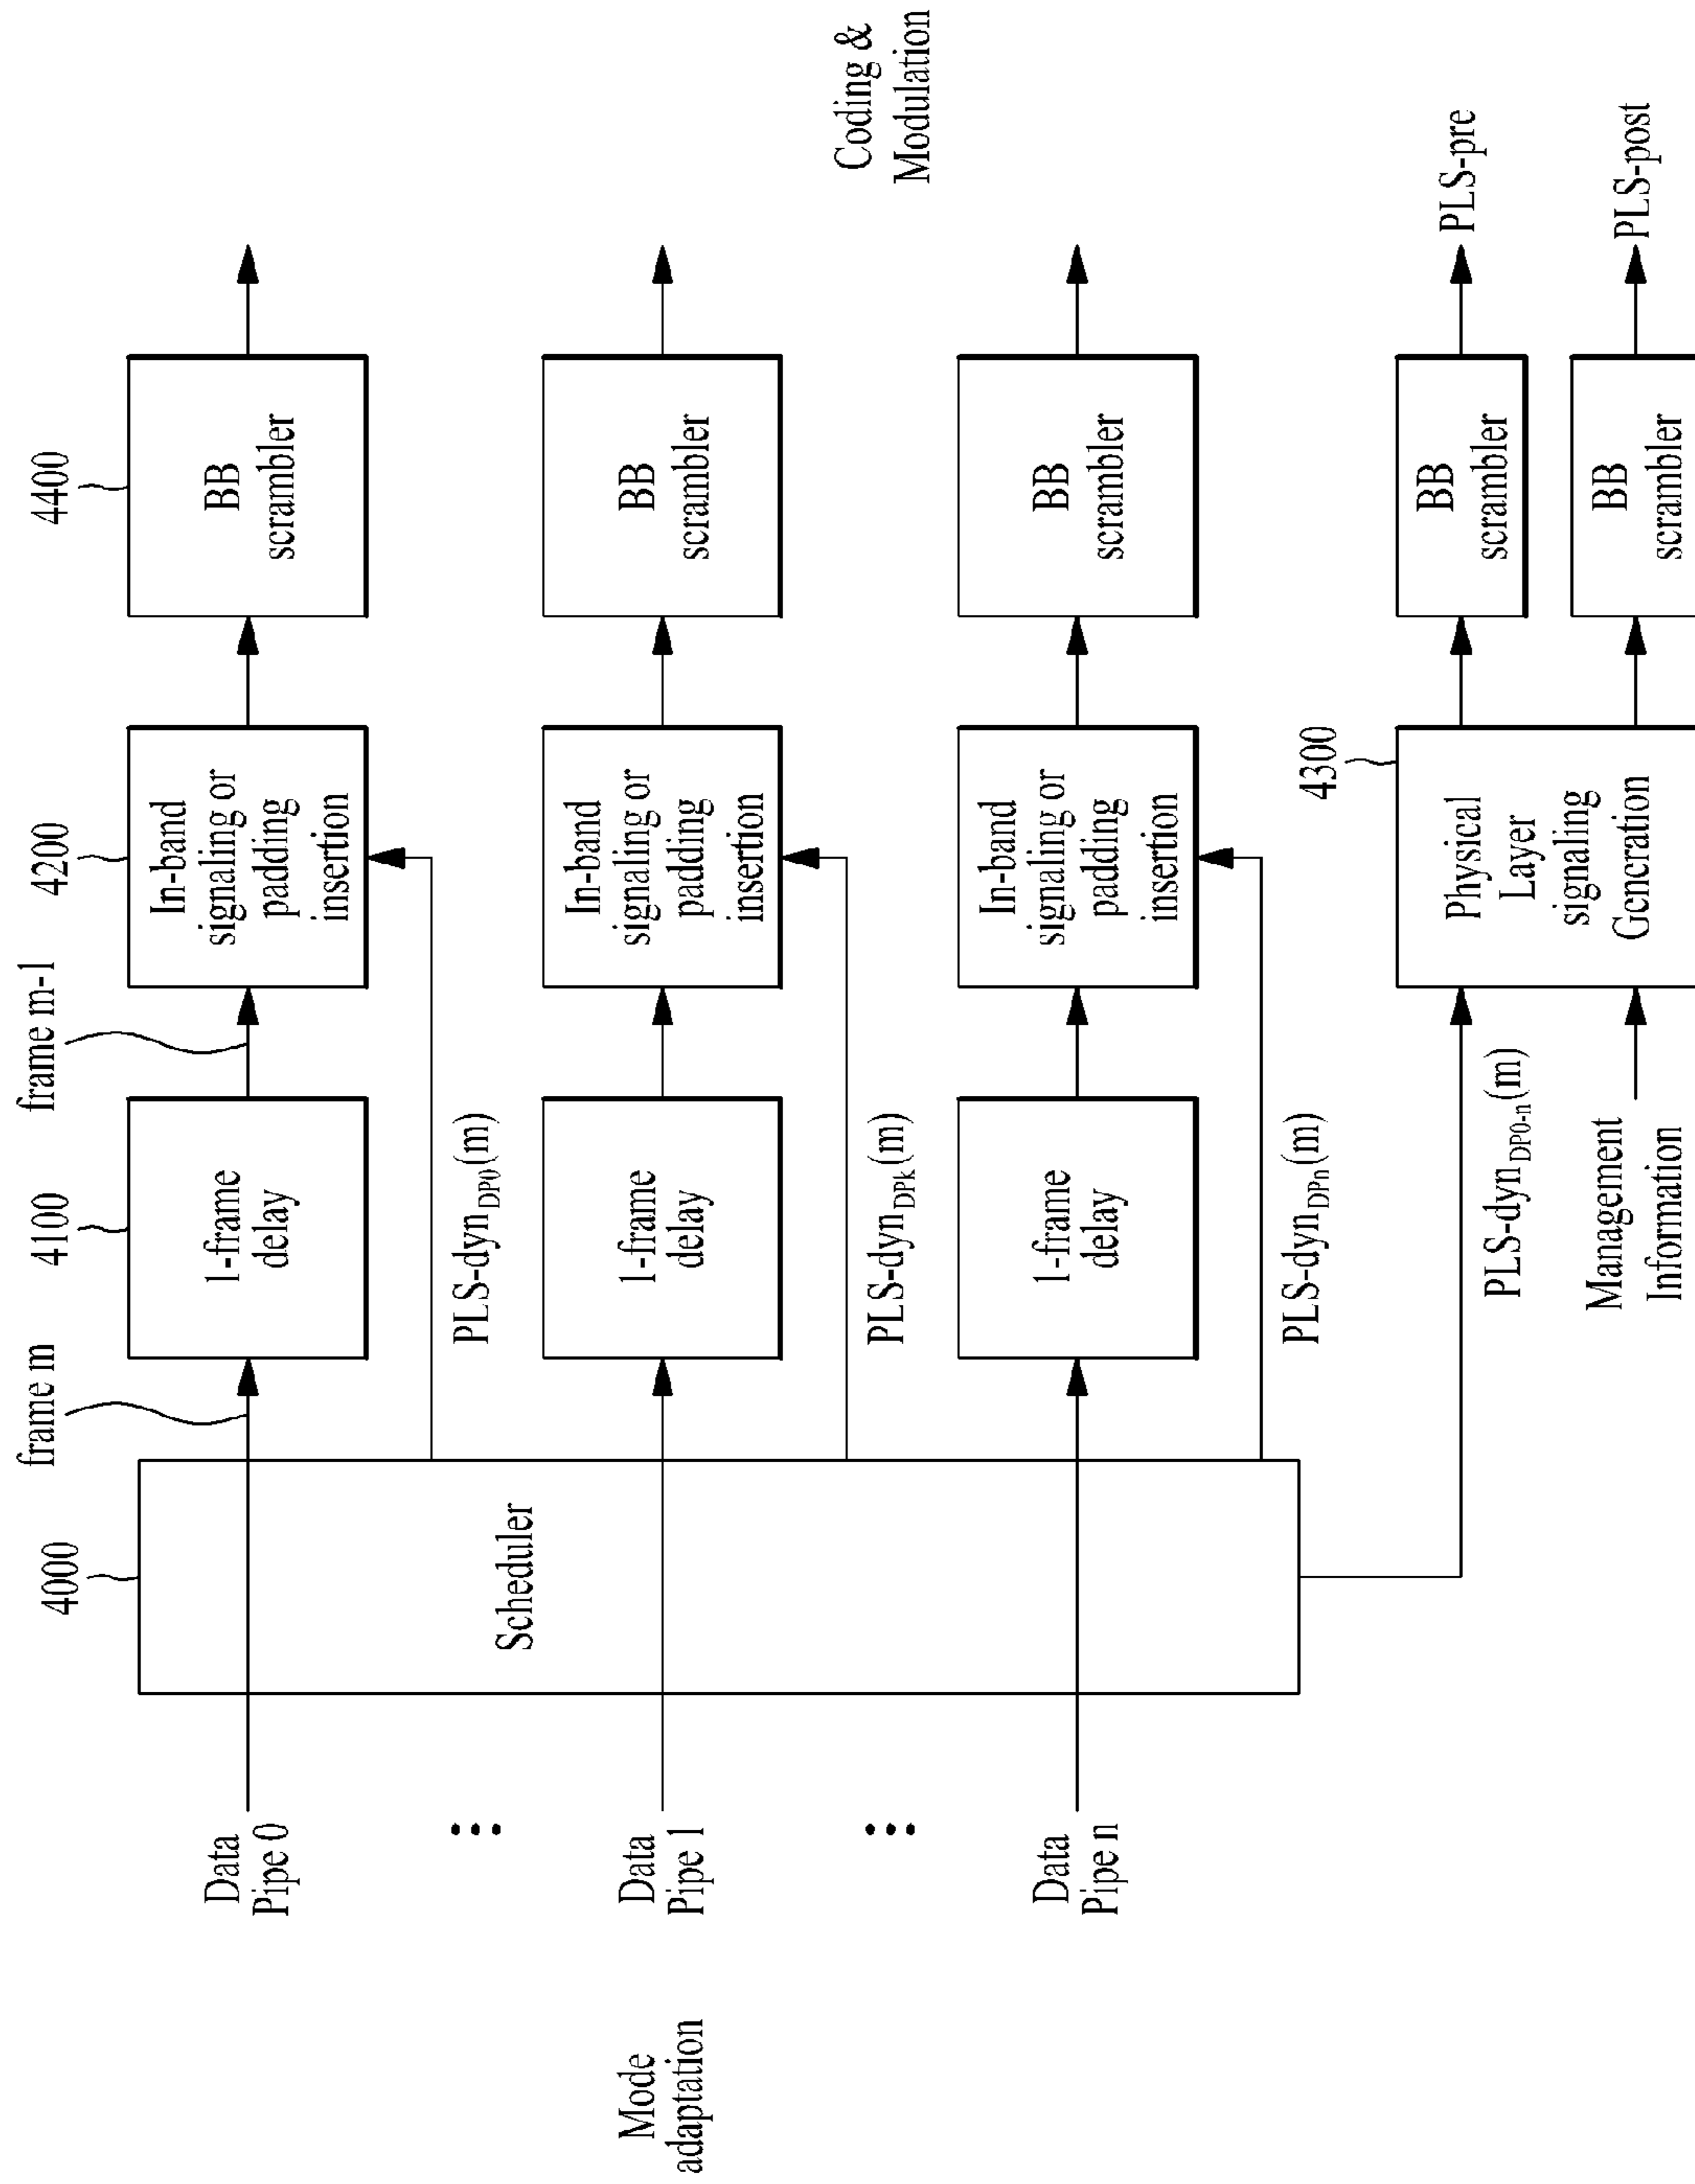 frame m
frame m-1
4000
4100
4200
4400
Data
Pipe 0
1-frame
delay
In-band
signaling or
padding
insertion
BB
scrambler
PLS-dynDP0(m)
Scheduler
Mode
adaptation
Data
Pipe 1
1-frame
delay
In-band
signaling or
padding
insertion
BB
scrambler
Coding &
Modulation
PLS-dynDPk(m)
Data
Pipe n
1-frame
delay
In-band
signaling or
padding
insertion
BB
scrambler
PLS-dynDPn(m)
4300
PLS-dynDP0-n(m)
Management
Information
Physical
Layer
signaling
Generation
BB
scrambler
PLS-pre
BB
scrambler
PLS-post